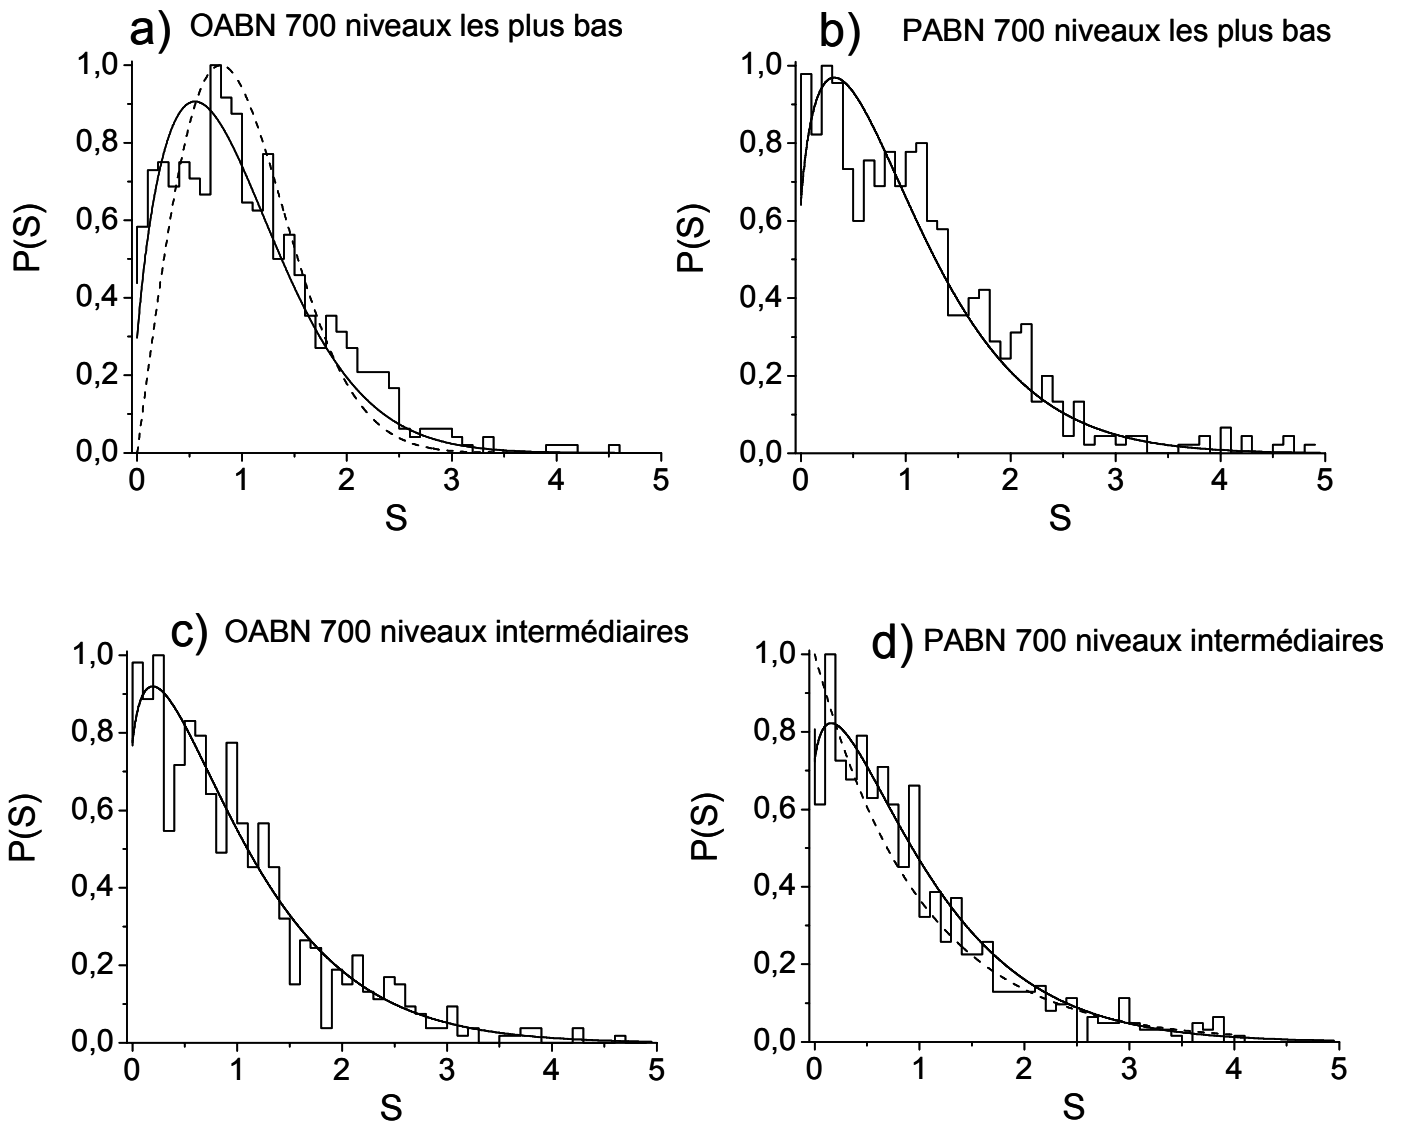 a) OABN 700 niveaux les plus bas
1,0
0,8
0,6
0,4
0,2
0,0
P(S)
0 1 2 3 4 5
S
b) PABN 700 niveaux les plus bas
1,0
0,8
0,6
0,4
0,2
0,0
P(S)
0 1 2 3 4 5
S
c) OABN 700 niveaux intermédiaires
1,0
0,8
0,6
0,4
0,2
0,0
P(S)
0 1 2 3 4 5
S
d) PABN 700 niveaux intermédiaires
1,0
0,8
0,6
0,4
0,2
0,0
P(S)
0 1 2 3 4 5
S